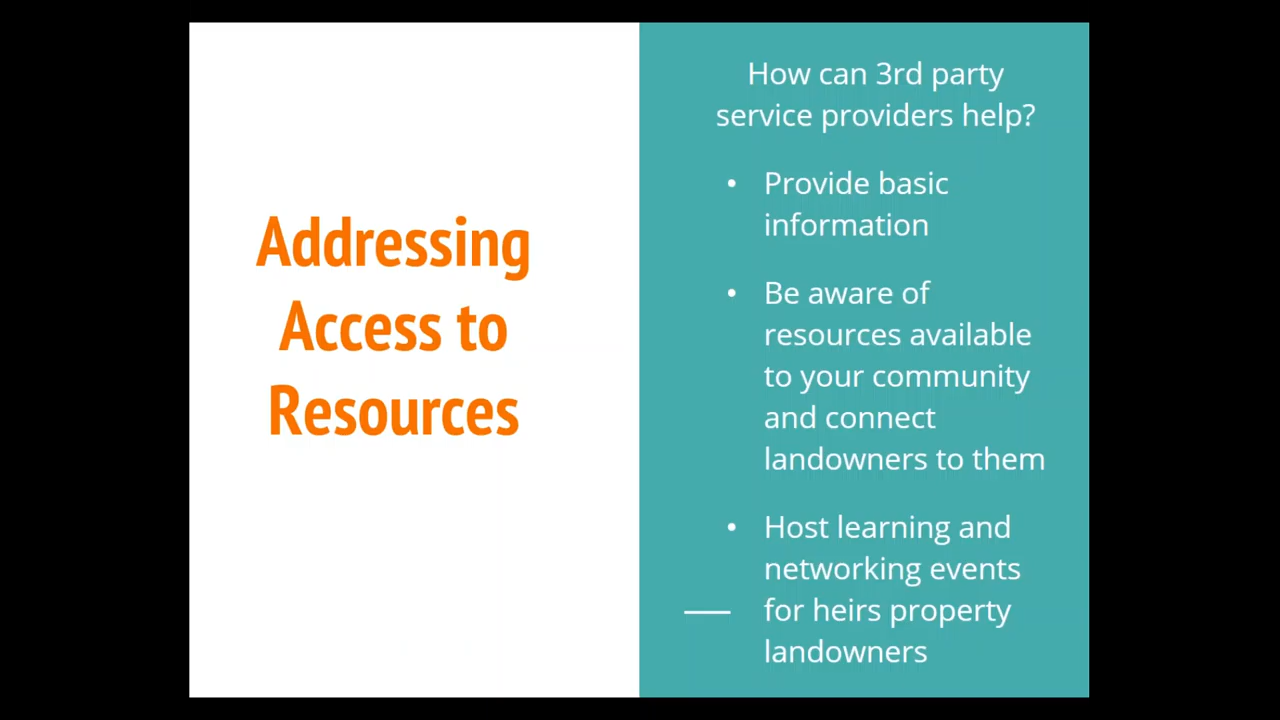 Addressing
Access to
Resources
How can 3rd party
service providers help?
• Provide basic
information
• Be aware of
resources available
to your community
and connect
landowners to them
• Host learning and
networking events
for heirs property
landowners